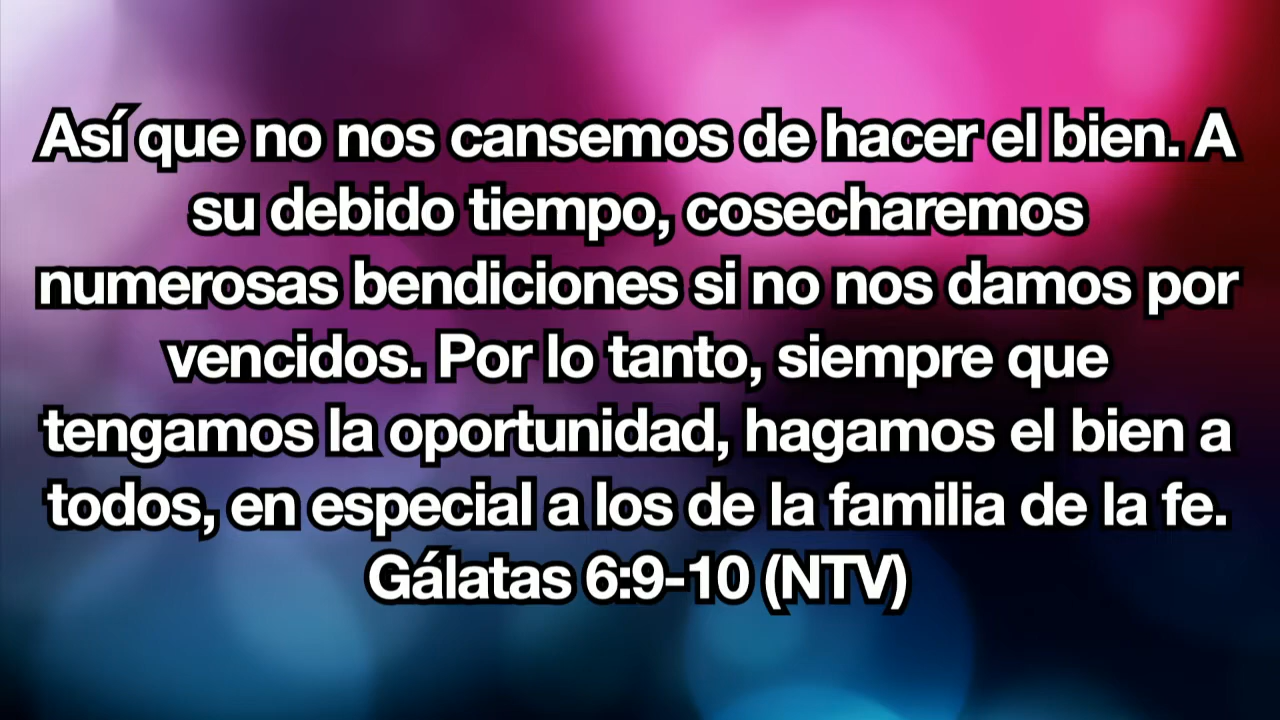 Así que no nos cansemos de hacer el bien. A
su debido tiempo, cosecharemos
numerosas bendiciones si no nos damos por
vencidos. Por lo tanto, siempre que
tengamos la oportunidad, hagamos el bien a
todos, en especial a los de la familia de la fe.
Gálatas 6:9-10 (NTV)